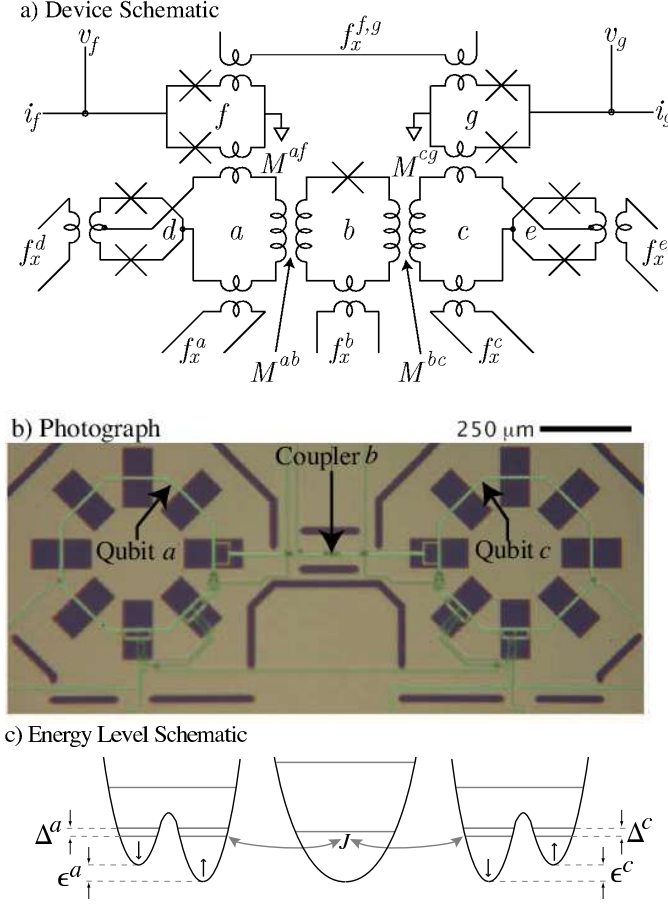 a) Device Schematic
v_f
f_x^{f,g}
v_g
i_f
f
g
i_g
M^{af}
M^{cg}
f_x^d
d
a
b
c
e
f_x^e
f_x^a
M^{ab}
f_x^b
M^{bc}
f_x^c
b) Photograph
250 μm
Coupler b
Qubit a
Qubit c
c) Energy Level Schematic
Δ^a
J
Δ^c
ϵ^a
ϵ^c